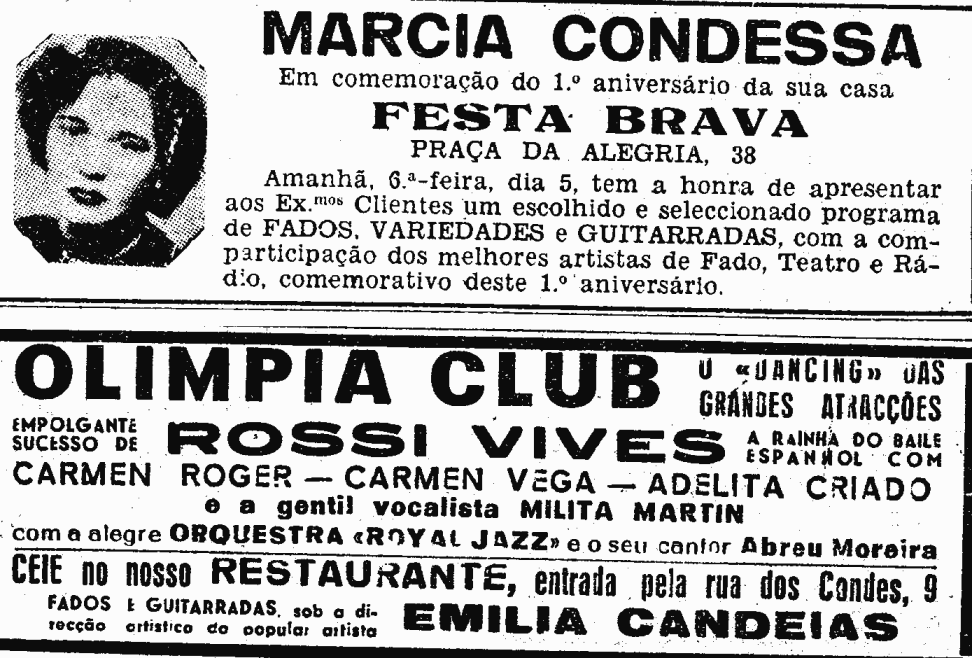 MARCIA CONDESSA
Em comemoração do 1.º aniversário da sua casa
FESTA BRAVA
PRAÇA DA ALEGRIA, 38
Amanhã, 6.ª-feira, dia 5, tem a honra de apresentar
aos Ex.mos Clientes um escolhido e seleccionado programa
de FADOS, VARIEDADES e GUITARRADAS, com a com-
participação dos melhores artistas de Fado, Teatro e Rá-
dio, comemorativo deste 1.º aniversário.
OLIMPIA CLUB
O «DANCING» DAS
GRANDES ATRACÇÕES
EMPOLGANTE
SUCESSO DE
ROSSI VIVES
A RAINHA DO BAILE
ESPANHOL COM
CARMEN ROGER — CARMEN VEGA — ADELITA CRIADO
e a gentil vocalista MILITA MARTIN
com a alegre ORQUESTRA «ROYAL JAZZ» e o seu cantor Abreu Moreira
CEIE no nosso RESTAURANTE, entrada pela rua dos Condes, 9
FADOS E GUITARRADAS, sob a di-
recção artistica do popular artista
EMILIA CANDEIAS